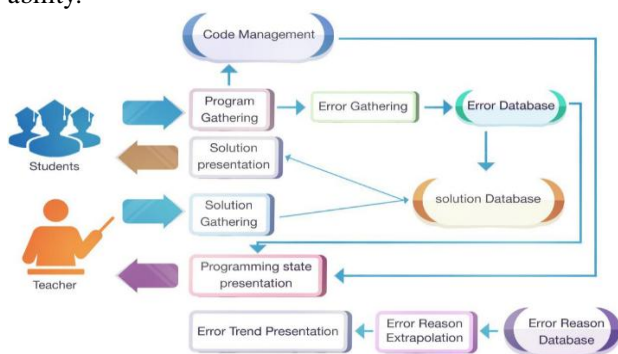 ability.
Code Management
Program
Gathering
Error Gathering
Error Database
Students
Solution
presentation
Solution
Gathering
solution Database
Teacher
Programming state
presentation
Error Trend Presentation
Error Reason
Extrapolation
Error Reason
Database